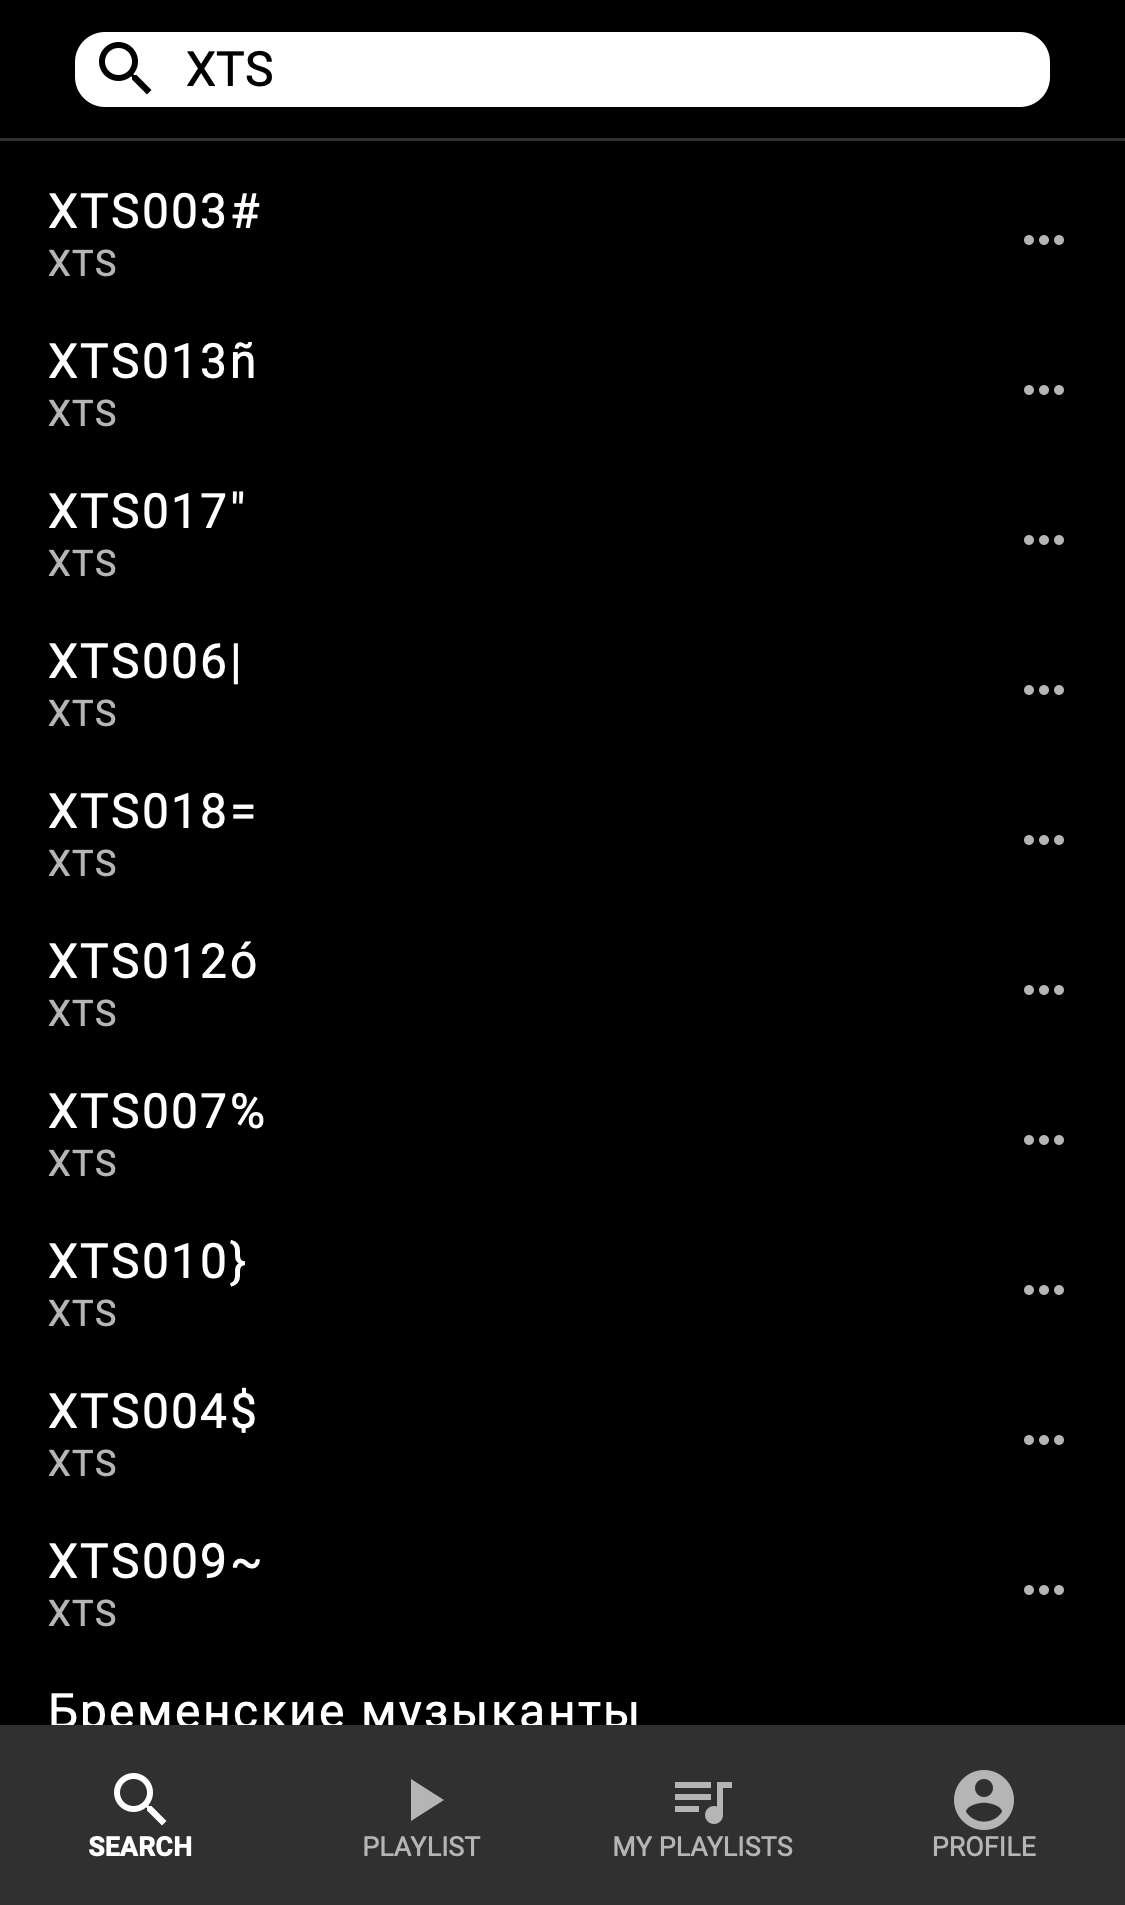 XTS
XTS003#
XTS
XTS013ñ
XTS
XTS017"
XTS
XTS006|
XTS
XTS018=
XTS
XTS012ó
XTS
XTS007%
XTS
XTS010}
XTS
XTS004$
XTS
XTS009~
XTS
Бременские музыканты
SEARCH
PLAYLIST
MY PLAYLISTS
PROFILE